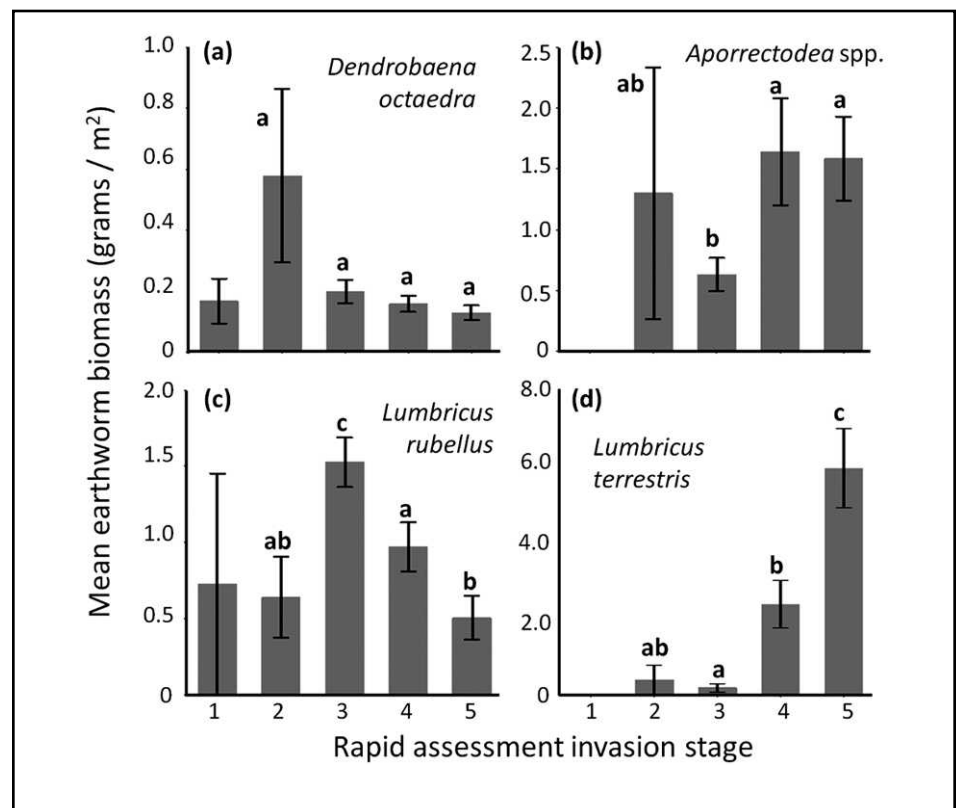 Mean earthworm biomass (grams / m²)
(a)
Dendrobaena
octaedra
1.0
0.8
0.6
0.4
0.2
0
a
a
a
a
(b)
Aporrectodea spp.
2.5
2.0
1.5
1.0
0.5
0
ab
b
a
a
(c)
Lumbricus
rubellus
2.0
1.5
1.0
0.5
0
ab
c
a
b
1 2 3 4 5
(d)
Lumbricus
terrestris
8.0
6.0
4.0
2.0
0
ab
a
b
c
1 2 3 4 5
Rapid assessment invasion stage